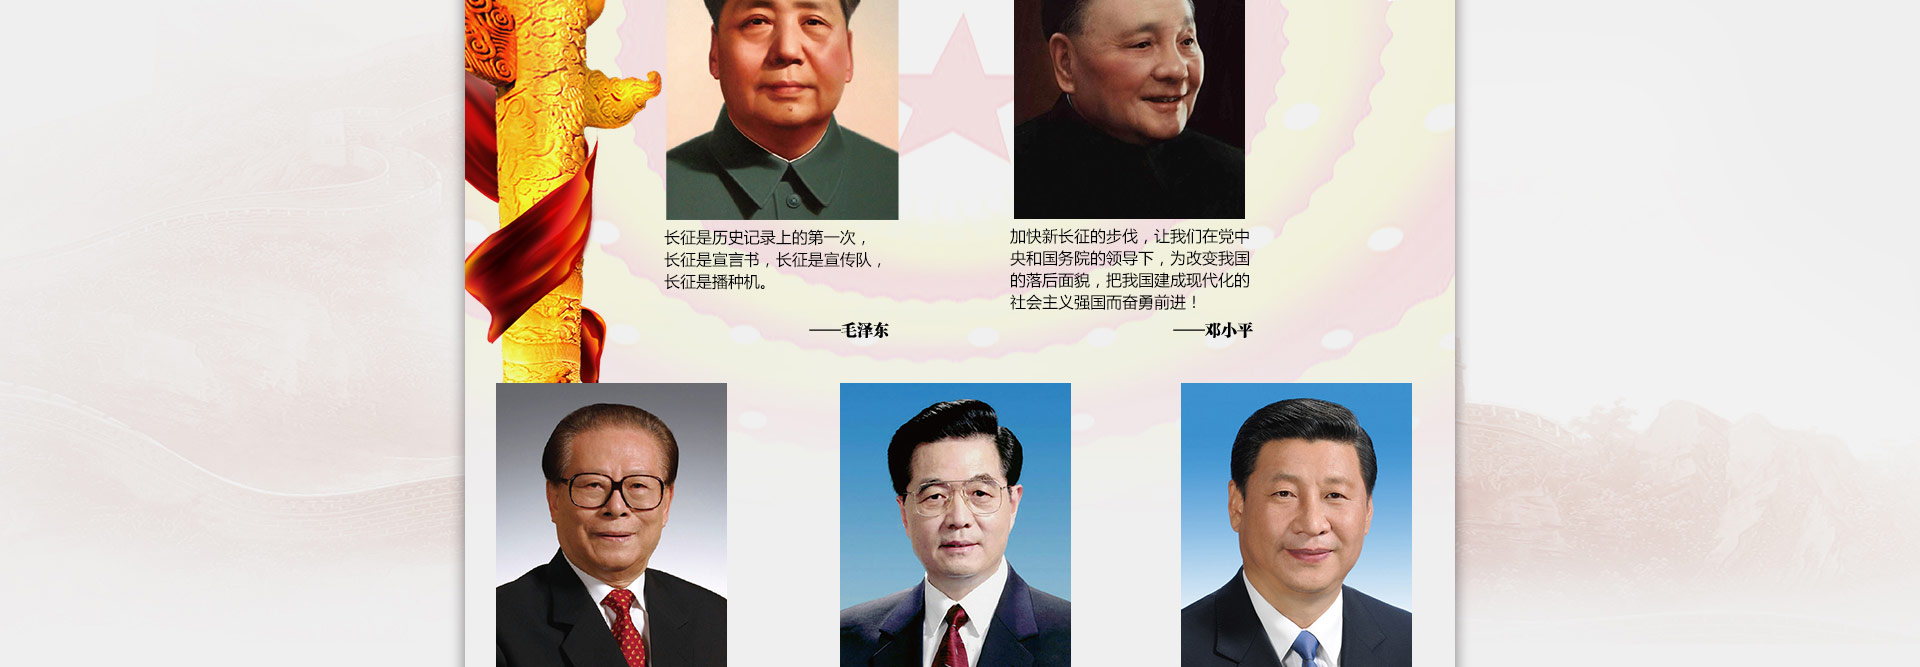 长征是历史记录上的第一次，
长征是宣言书，长征是宣传队，
长征是播种机。
——毛泽东
加快新长征的步伐，让我们在党中
央和国务院的领导下，为改变我国
的落后面貌，把我国建成现代化的
社会主义强国而奋勇前进！
——邓小平